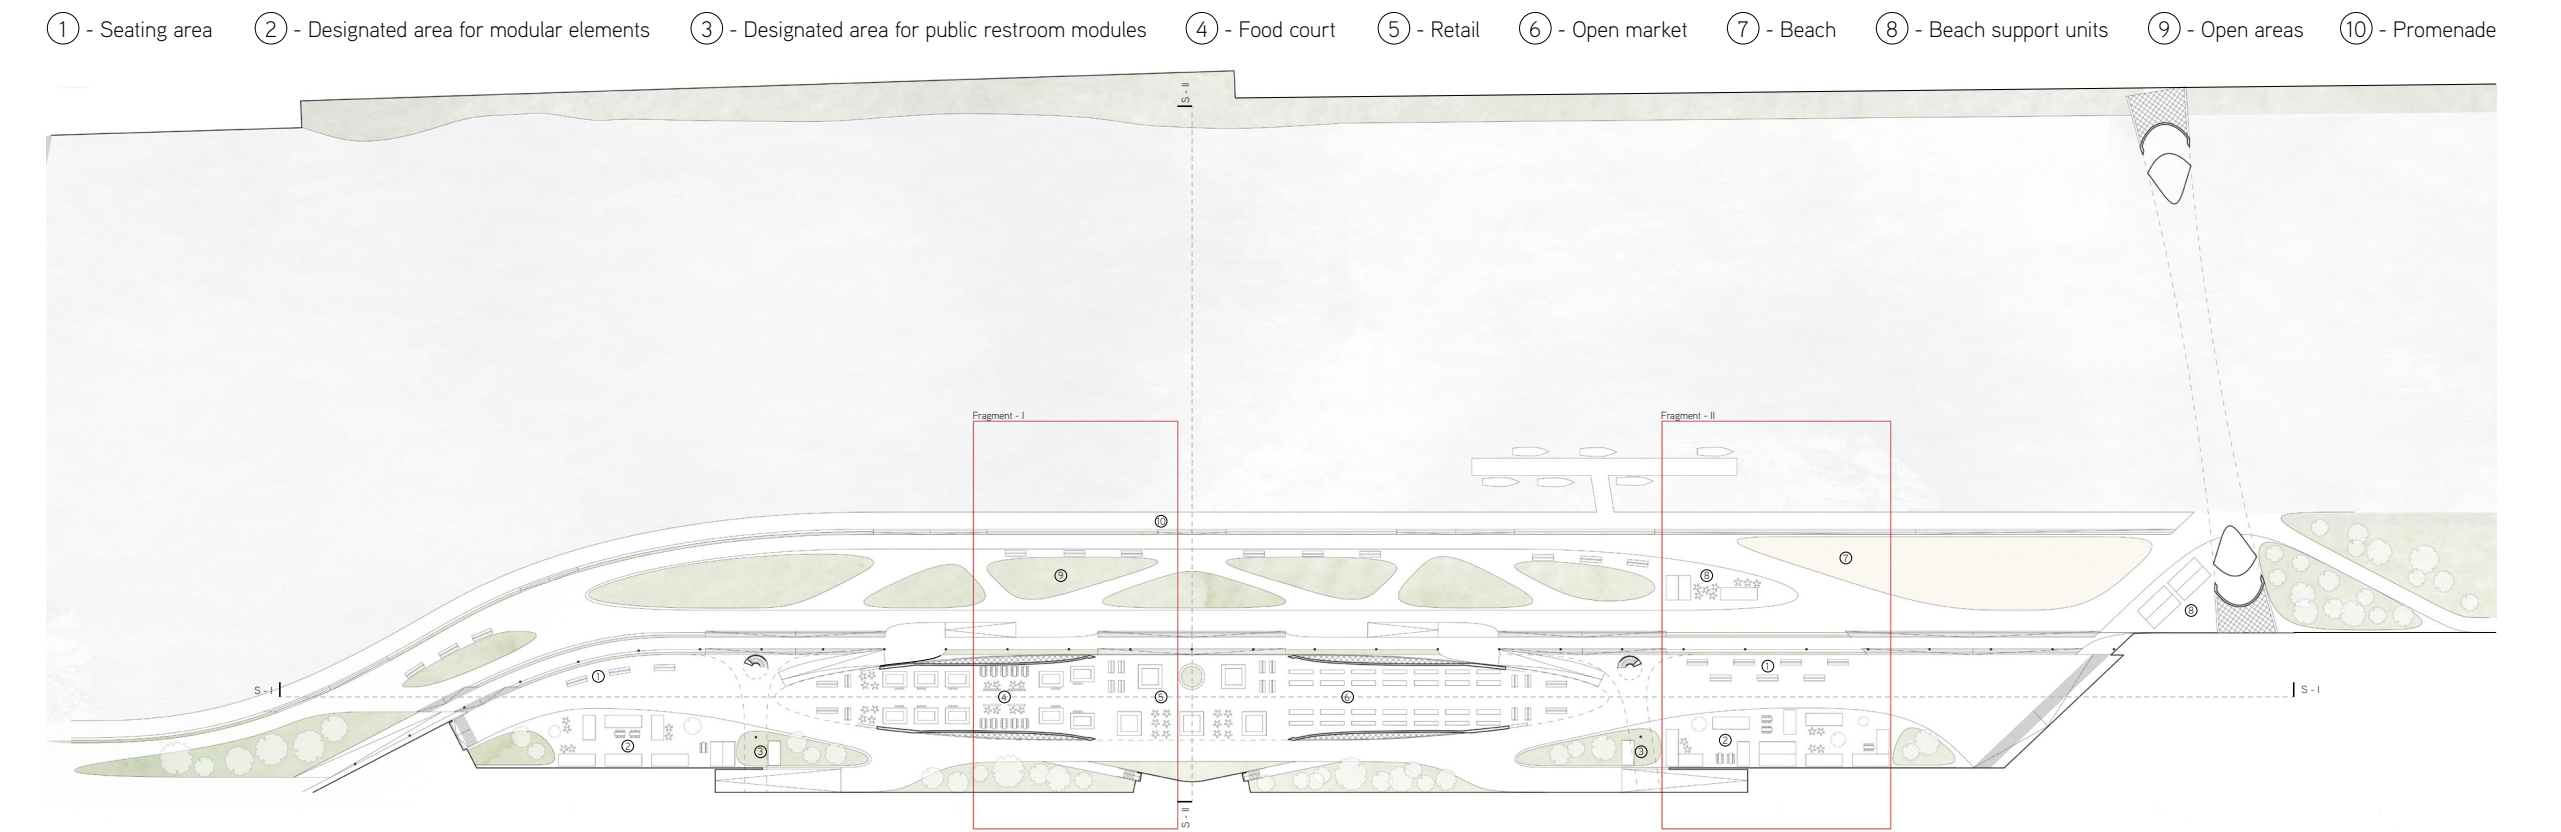 1 - Seating area
2 - Designated area for modular elements
3 - Designated area for public restroom modules
4 - Food court
5 - Retail
6 - Open market
7 - Beach
8 - Beach support units
9 - Open areas
10 - Promenade
S - II
Fragment - I
Fragment - II
10
7
9
8
8
1
1
S - I
S - I
4
5
6
2
3
3
2
S - II